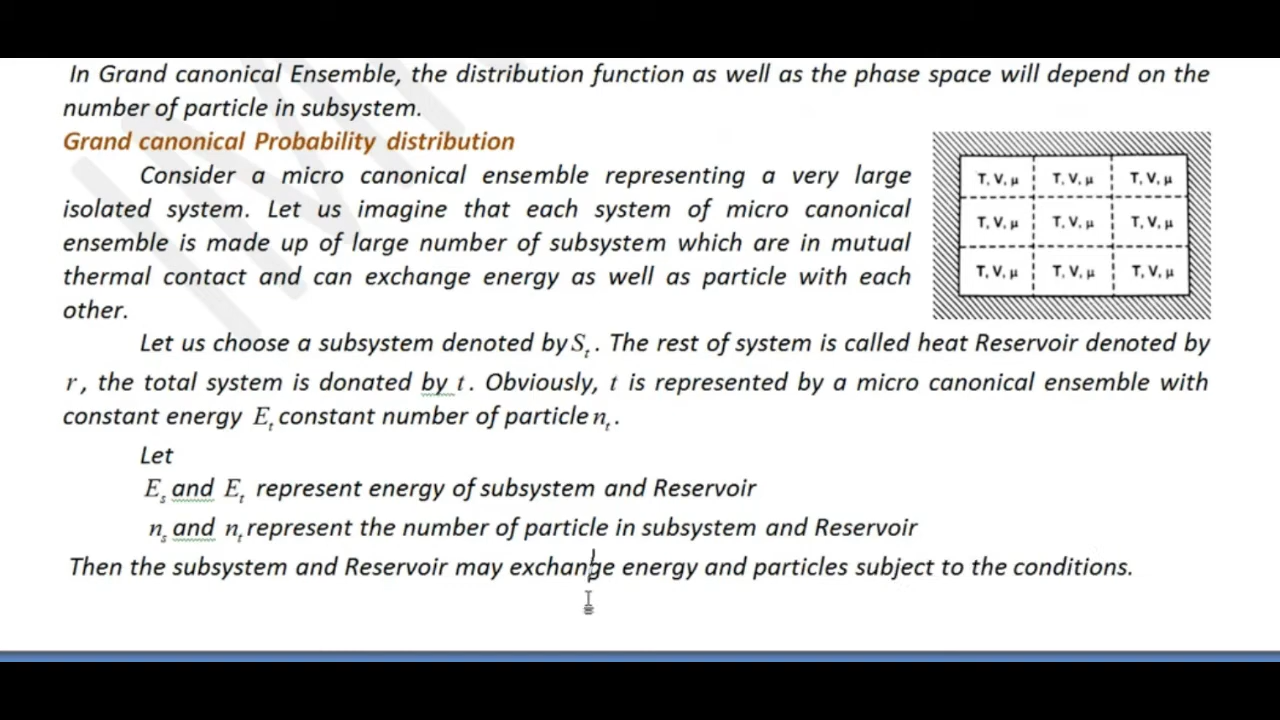 In Grand canonical Ensemble, the distribution function as well as the phase space will depend on the
number of particle in subsystem.
Grand canonical Probability distribution
Consider a micro canonical ensemble representing a very large
isolated system. Let us imagine that each system of micro canonical
ensemble is made up of large number of subsystem which are in mutual
thermal contact and can exchange energy as well as particle with each
other.
T, V, μ T, V, μ T, V, μ
T, V, μ T, V, μ T, V, μ
T, V, μ T, V, μ T, V, μ
Let us choose a subsystem denoted by Sₜ. The rest of system is called heat Reservoir denoted by
r, the total system is donated by t. Obviously, t is represented by a micro canonical ensemble with
constant energy Eₜ constant number of particle nₜ.
Let
Eₛ and Eₜ represent energy of subsystem and Reservoir
nₛ and nₜ represent the number of particle in subsystem and Reservoir
Then the subsystem and Reservoir may exchange energy and particles subject to the conditions.